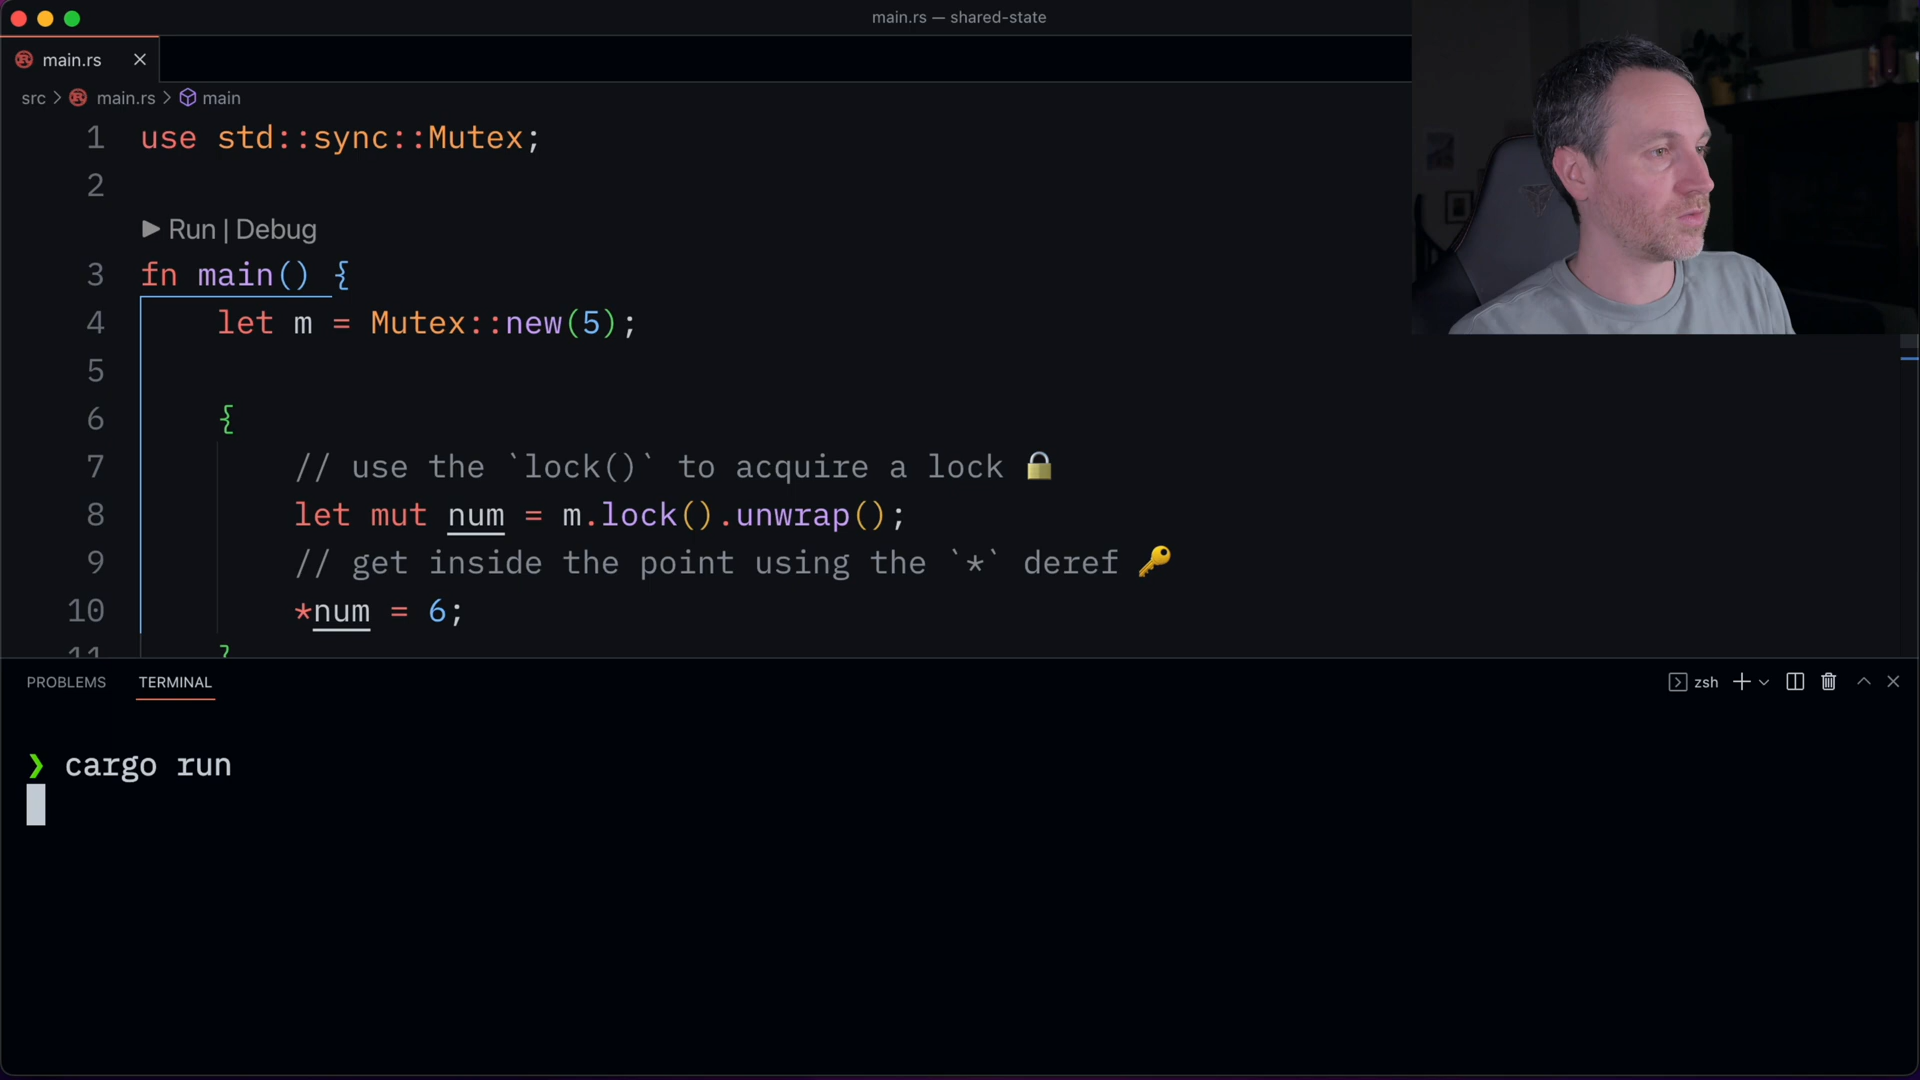 main.rs — shared-state
main.rs
src > main.rs > main
1 use std::sync::Mutex;
2
Run | Debug
3 fn main() {
4 let m = Mutex::new(5);
5
6 {
7 // use the `lock()` to acquire a lock 🔒
8 let mut num = m.lock().unwrap();
9 // get inside the point using the `*` deref 🔑
10 *num = 6;
11 }
PROBLEMS TERMINAL zsh
❯ cargo run